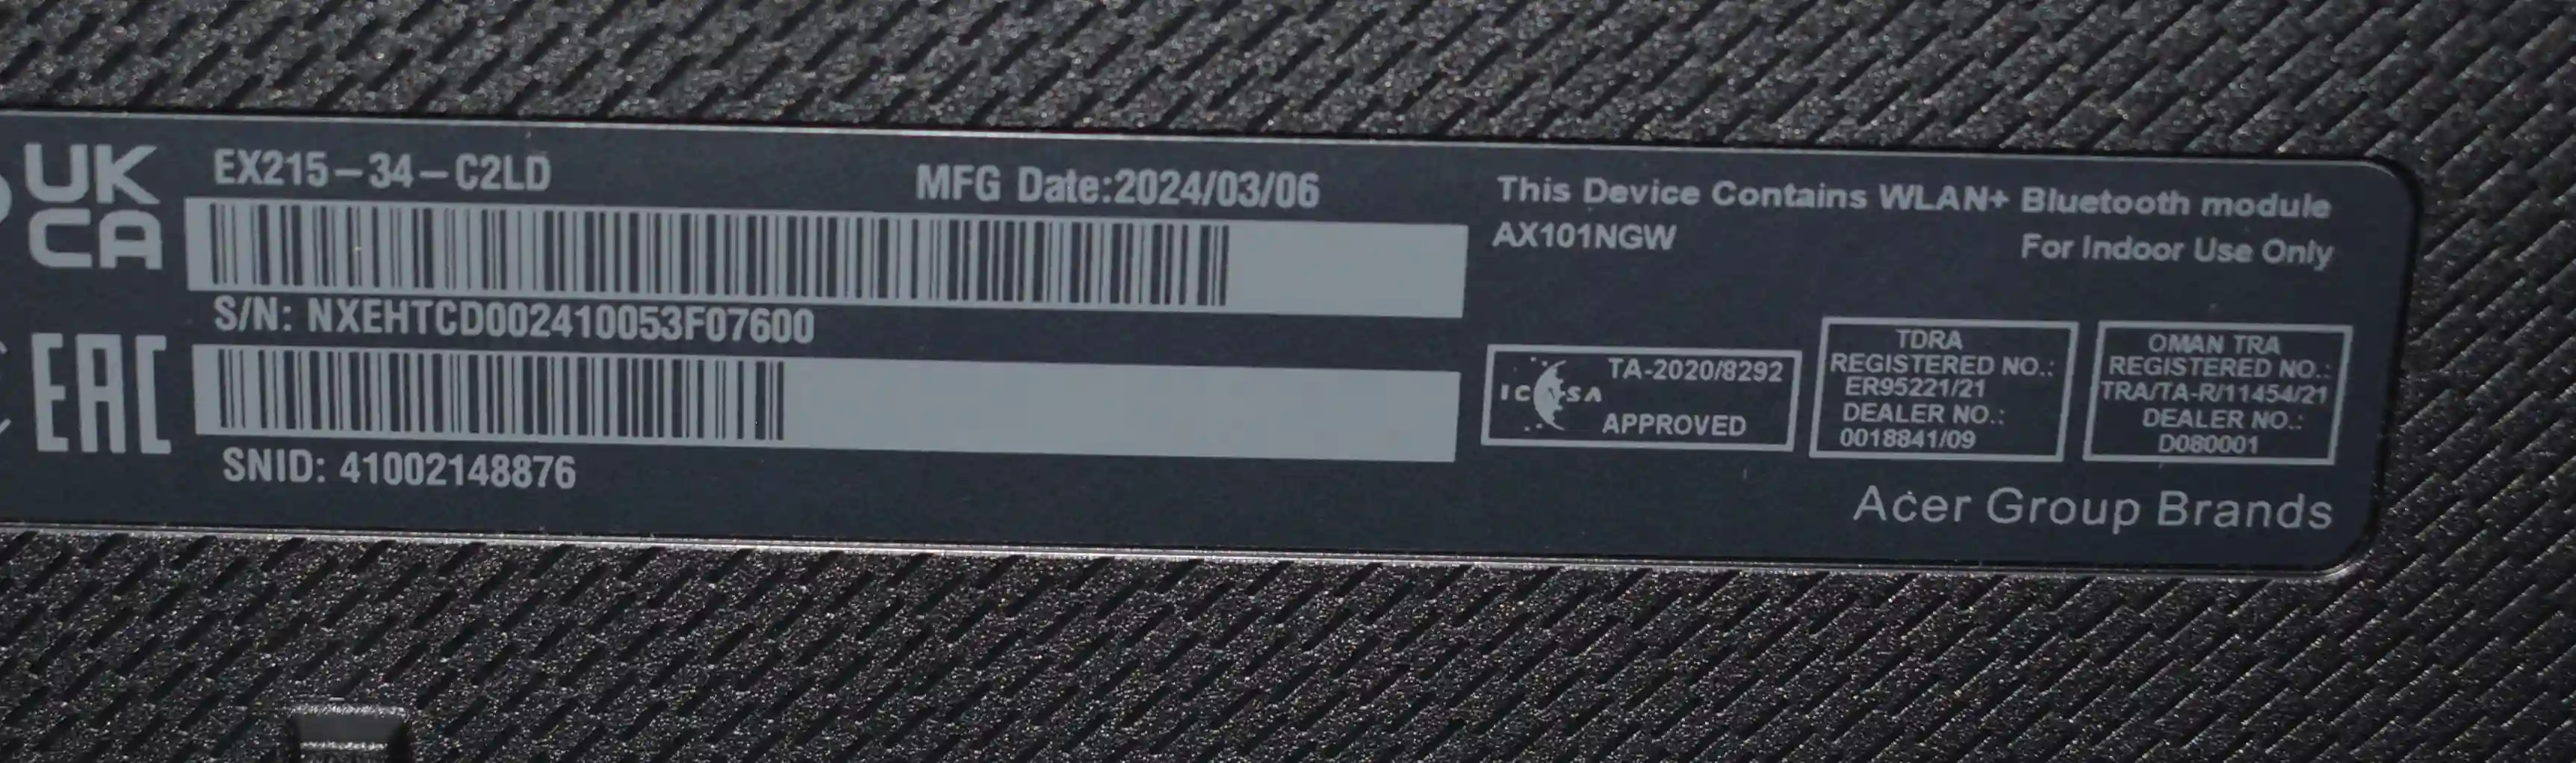 UK
CA
EAC
EX215-34-C2LD
MFG Date:2024/03/06
S/N: NXEHTCD002410053F07600
SNID: 41002148876
This Device Contains WLAN+ Bluetooth module
AX101NGW
For Indoor Use Only
ICASA
TA-2020/8292
APPROVED
TDRA
REGISTERED NO.:
ER95221/21
DEALER NO.:
0018841/09
OMAN TRA
REGISTERED NO.:
TRA/TA-R/11454/21
DEALER NO.:
D080001
Acer Group Brands